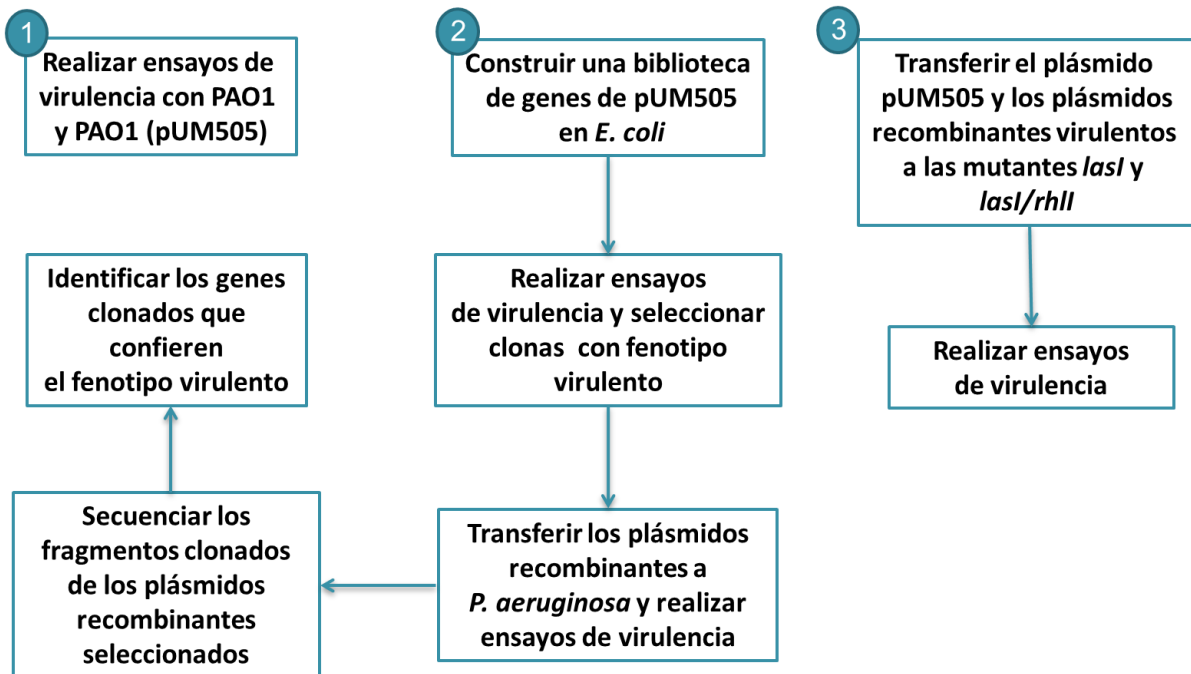 1
Realizar ensayos de
virulencia con PAO1
y PAO1 (pUM505)
2
Construir una biblioteca
de genes de pUM505
en E. coli
3
Transferir el plásmido
pUM505 y los plásmidos
recombinantes virulentos
a las mutantes lasI y
lasI/rhlI
Identificar los genes
clonados que
confieren
el fenotipo virulento
Realizar ensayos
de virulencia y seleccionar
clonas con fenotipo
virulento
Realizar ensayos
de virulencia
Secuenciar los
fragmentos clonados
de los plásmidos
recombinantes
seleccionados
Transferir los plásmidos
recombinantes a
P. aeruginosa y realizar
ensayos de virulencia